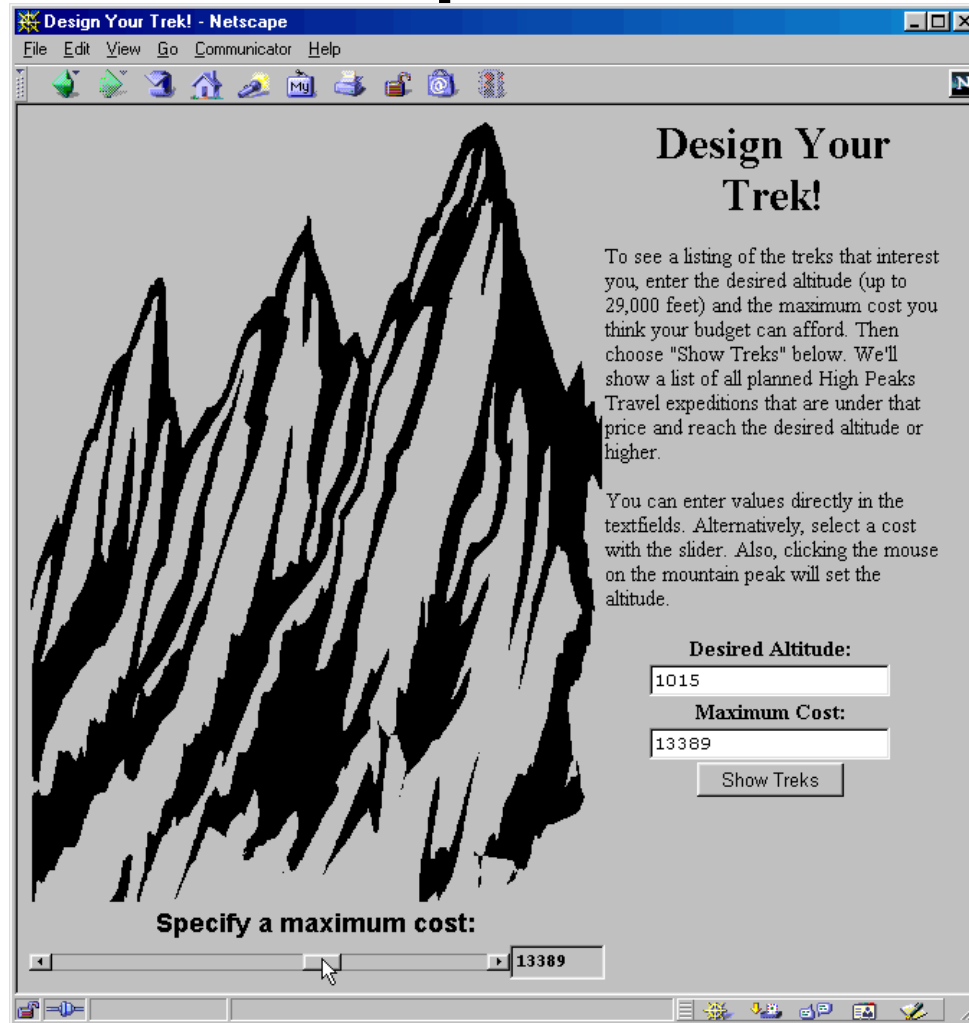 Design Your Trek! - Netscape
File Edit View Go Communicator Help
My
N
Design Your
Trek!
To see a listing of the treks that interest
you, enter the desired altitude (up to
29,000 feet) and the maximum cost you
think your budget can afford. Then
choose "Show Treks" below. We'll
show a list of all planned High Peaks
Travel expeditions that are under that
price and reach the desired altitude or
higher.
You can enter values directly in the
textfields. Alternatively, select a cost
with the slider. Also, clicking the mouse
on the mountain peak will set the
altitude.
Desired Altitude:
1015
Maximum Cost:
13389
Show Treks
Specify a maximum cost:
13389